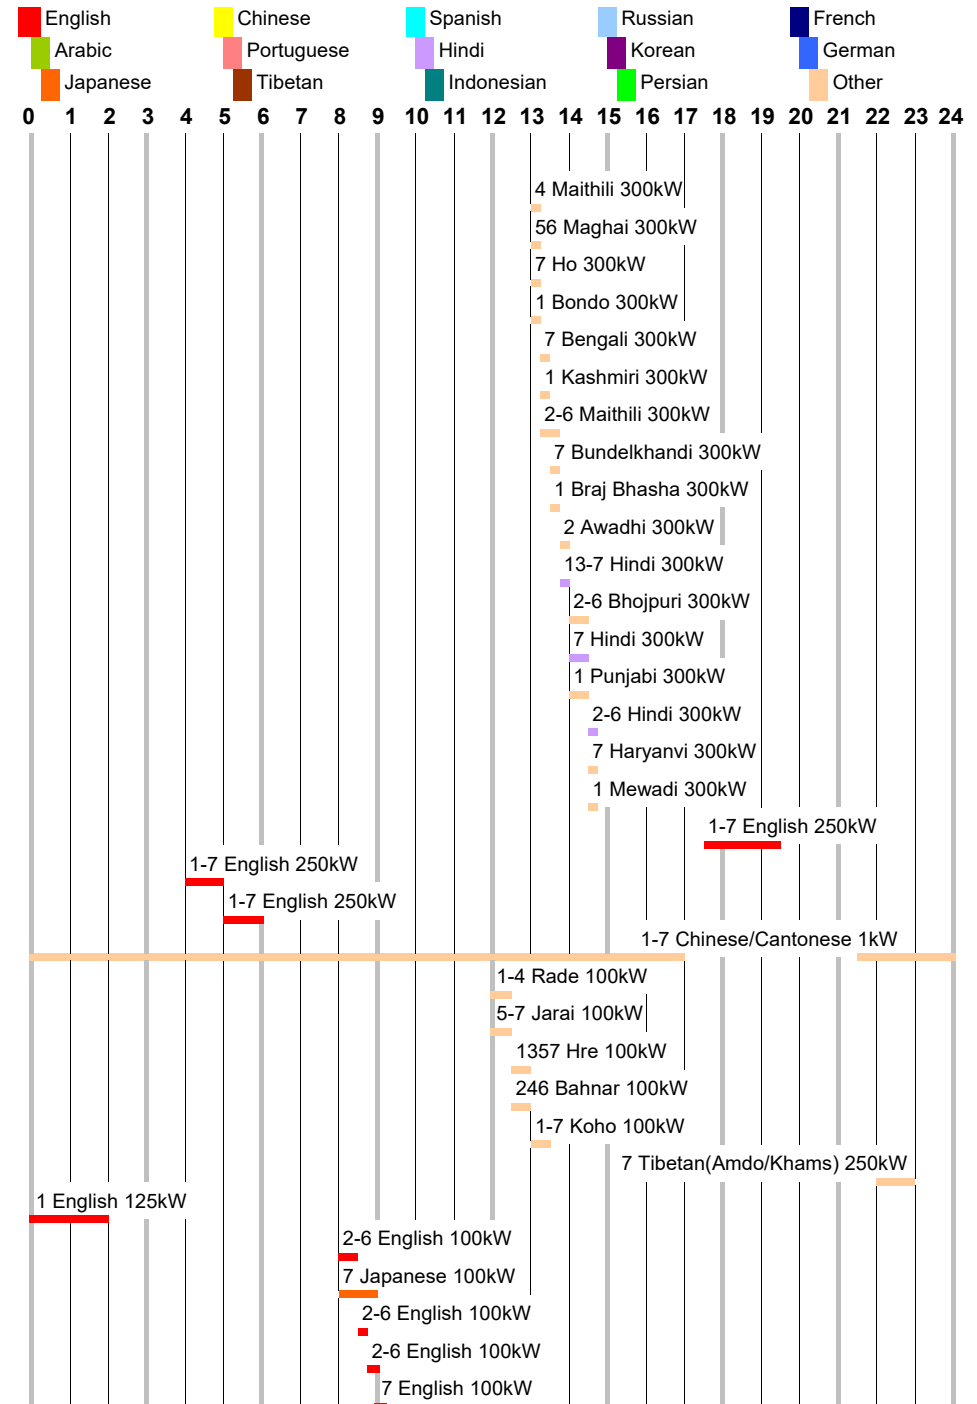 English Chinese Spanish Russian French
Arabic Portuguese Hindi Korean German
Japanese Tibetan Indonesian Persian Other
0 1 2 3 4 5 6 7 8 9 10 11 12 13 14 15 16 17 18 19 20 21 22 23 24
4 Maithili 300kW
56 Maghai 300kW
7 Ho 300kW
1 Bondo 300kW
7 Bengali 300kW
1 Kashmiri 300kW
2-6 Maithili 300kW
7 Bundelkhandi 300kW
1 Braj Bhasha 300kW
2 Awadhi 300kW
13-7 Hindi 300kW
2-6 Bhojpuri 300kW
7 Hindi 300kW
1 Punjabi 300kW
2-6 Hindi 300kW
7 Haryanvi 300kW
1 Mewadi 300kW
1-7 English 250kW
1-7 English 250kW
1-7 English 250kW
1-7 Chinese/Cantonese 1kW
1-4 Rade 100kW
5-7 Jarai 100kW
1357 Hre 100kW
246 Bahnar 100kW
1-7 Koho 100kW
7 Tibetan(Amdo/Khams) 250kW
1 English 125kW
2-6 English 100kW
7 Japanese 100kW
2-6 English 100kW
2-6 English 100kW
7 English 100kW